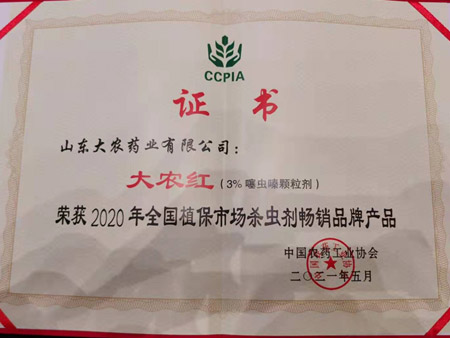 CCPIA
证书
山东大农药业有限公司：
大农红（3%噻虫嗪颗粒剂）
荣获2020年全国植保市场杀虫剂畅销品牌产品
中国农药工业协会
二〇二一年五月